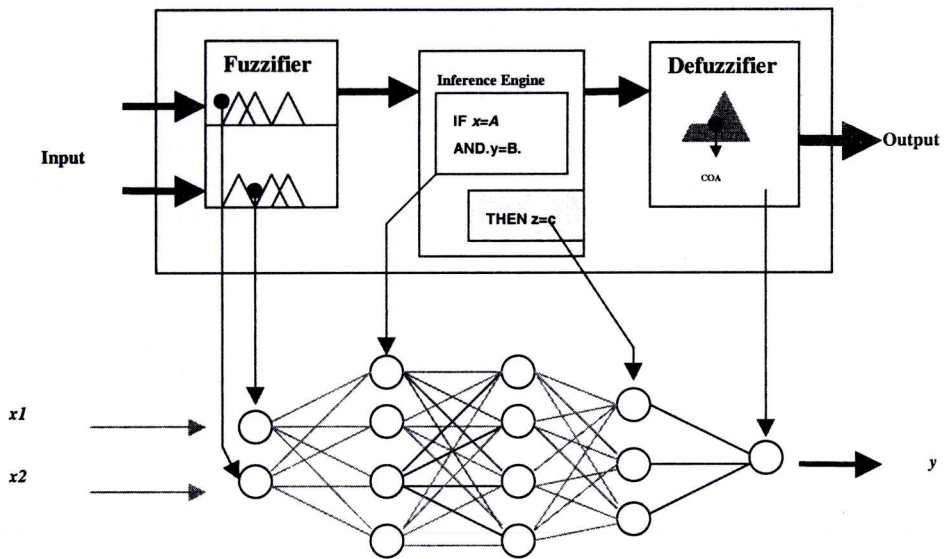 Fuzzifier
Inference Engine
Defuzzifier
IF x=A
AND.y=B.
Input
Output
COA
THEN z=c
x1
x2
y